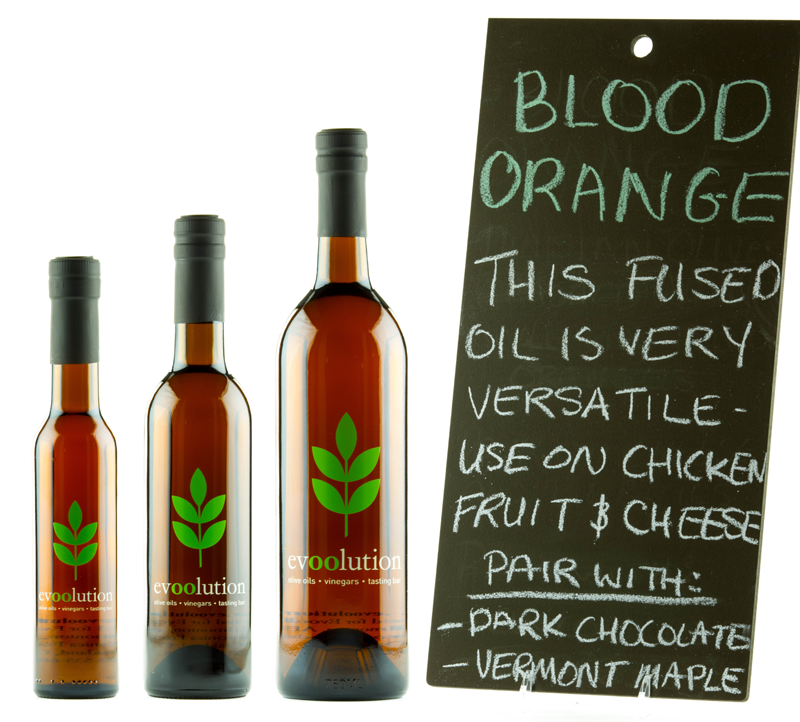 evoolution
olive oils • vinegars • tasting bar
evoolution
olive oils • vinegars • tasting bar
evoolution
olive oils • vinegars • tasting bar
BLOOD
ORANGE
THIS FUSED
OIL IS VERY
VERSATILE -
USE ON CHICKEN
FRUIT & CHEESE
PAIR WITH:
- DARK CHOCOLATE
- VERMONT MAPLE